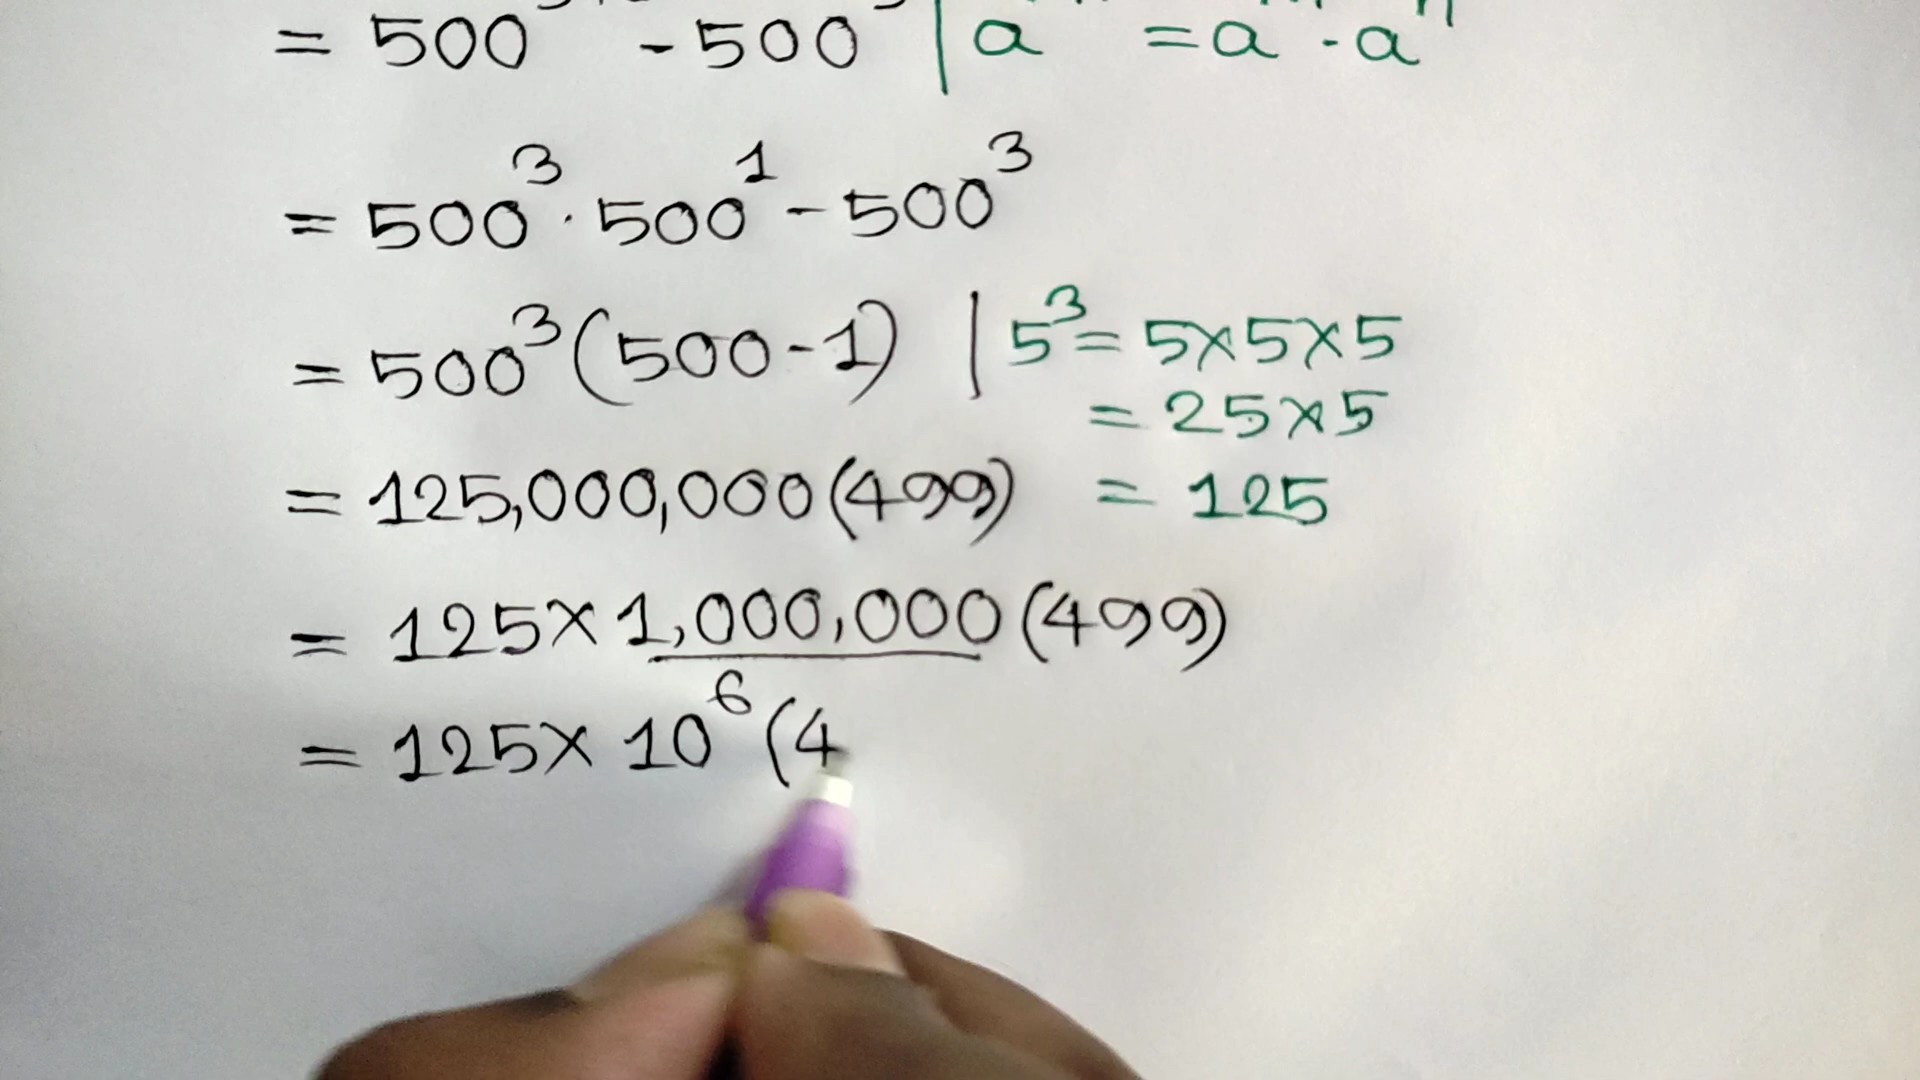 = 500 - 500 | a = a · a
= 500³ · 500¹ - 500³
= 500³(500-1) | 5³ = 5×5×5
= 25×5
= 125,000,000(499) = 125
= 125× 1,000,000(499)
= 125× 10⁶ (4